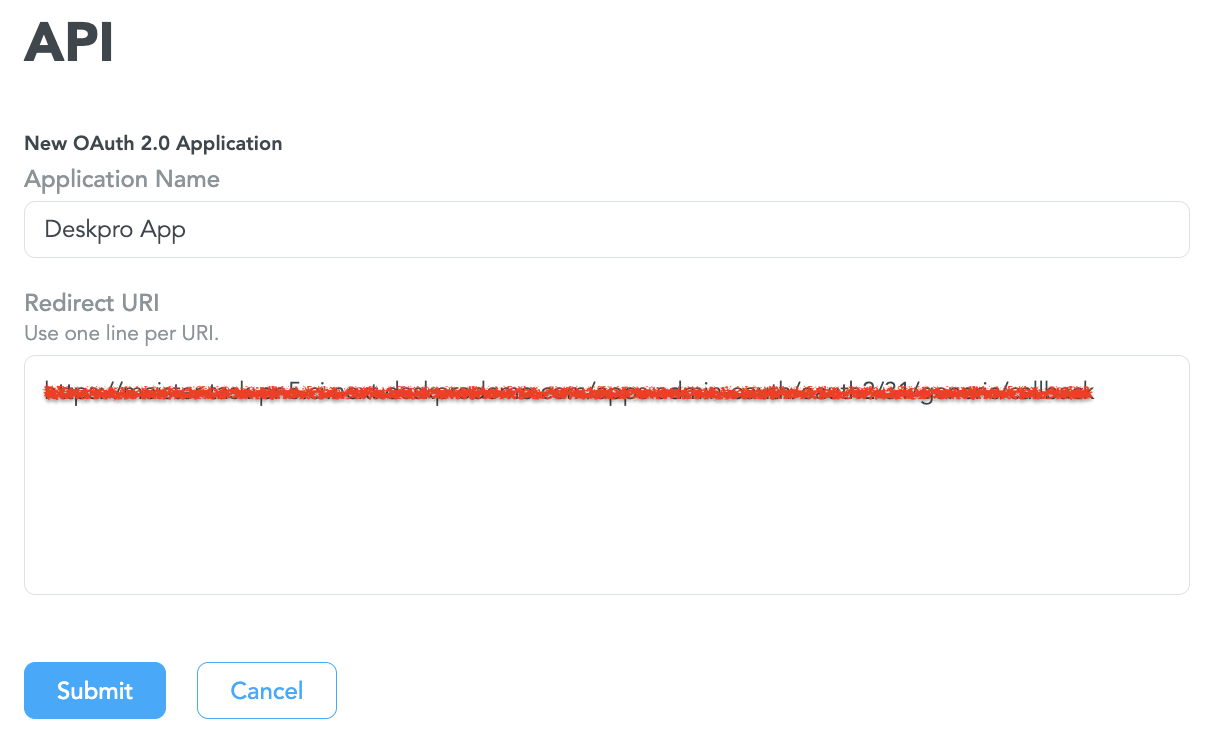 API
New OAuth 2.0 Application
Application Name
Deskpro App
Redirect URI
Use one line per URI.
Submit
Cancel